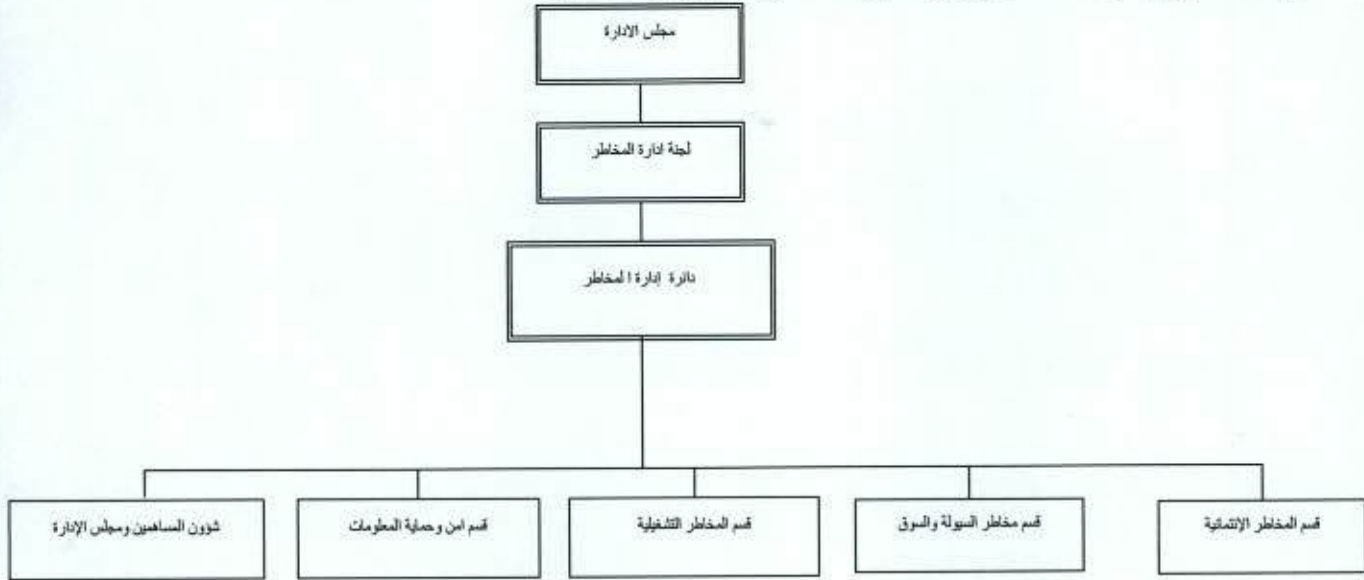 مجلس الادارة
لجنة ادارة المخاطر
دائرة إدارة المخاطر
قسم المخاطر الإئتمانية
قسم مخاطر السيولة والسوق
قسم المخاطر التشغيلية
قسم امن وحماية المعلومات
شؤون المساهمين ومجلس الإدارة